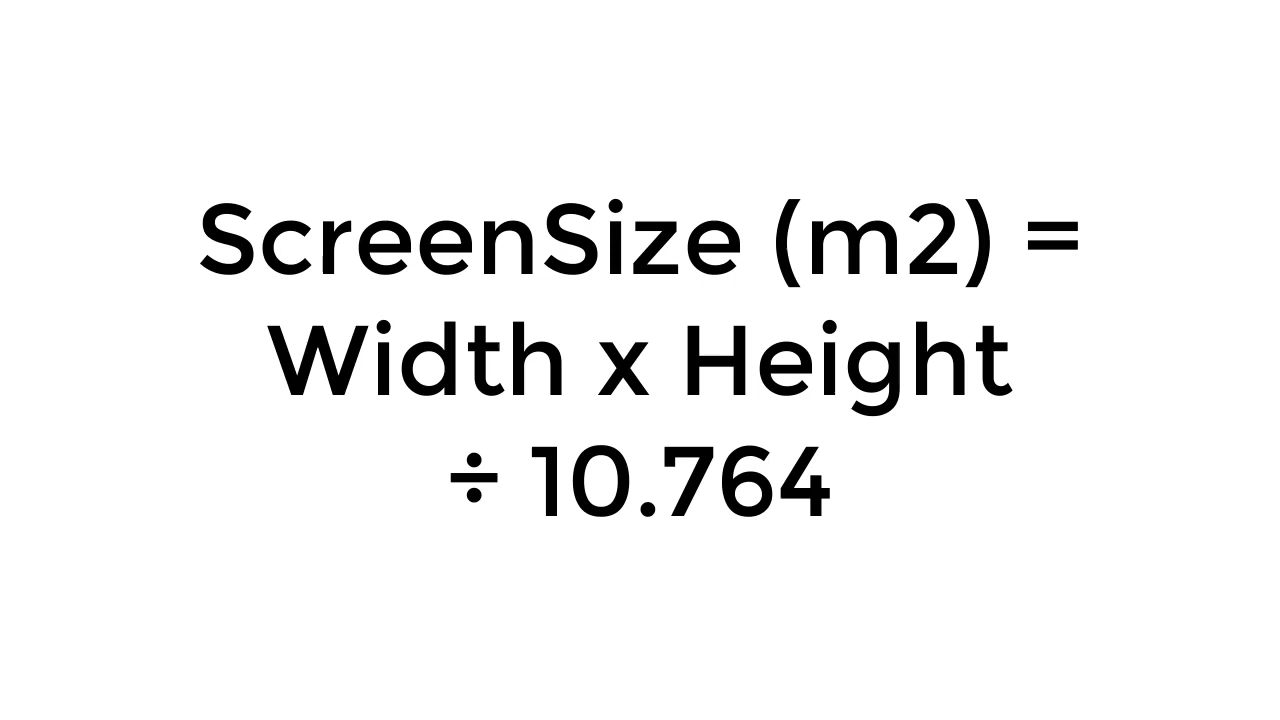 ScreenSize (m2) =
Width x Height
÷ 10.764